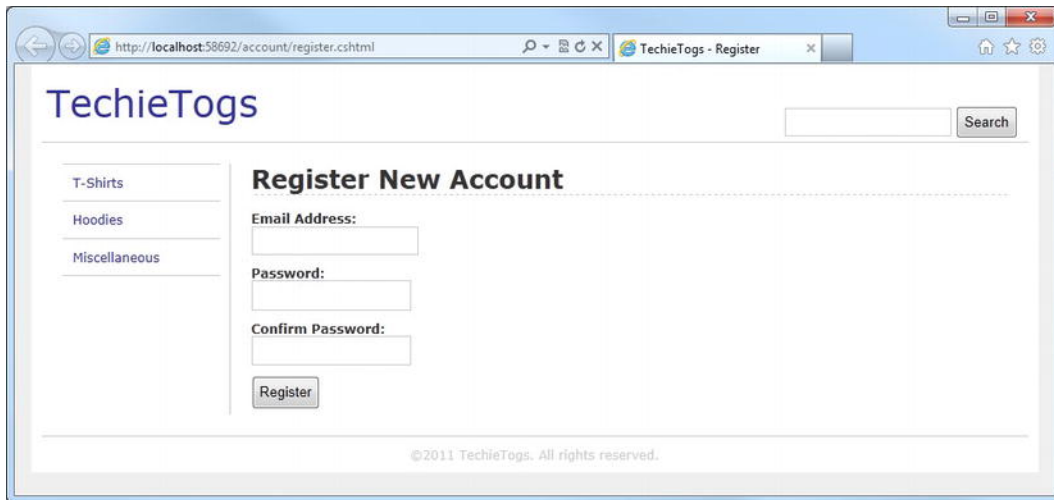 http://localhost:58692/account/register.cshtml
TechieTogs - Register
TechieTogs
Search
T-Shirts
Hoodies
Miscellaneous
Register New Account
Email Address:
Password:
Confirm Password:
Register
©2011 TechieTogs. All rights reserved.